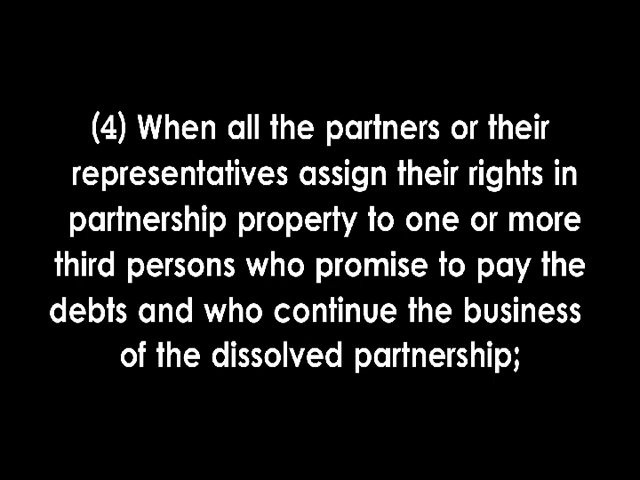 (4) When all the partners or their
representatives assign their rights in
partnership property to one or more
third persons who promise to pay the
debts and who continue the business
of the dissolved partnership;